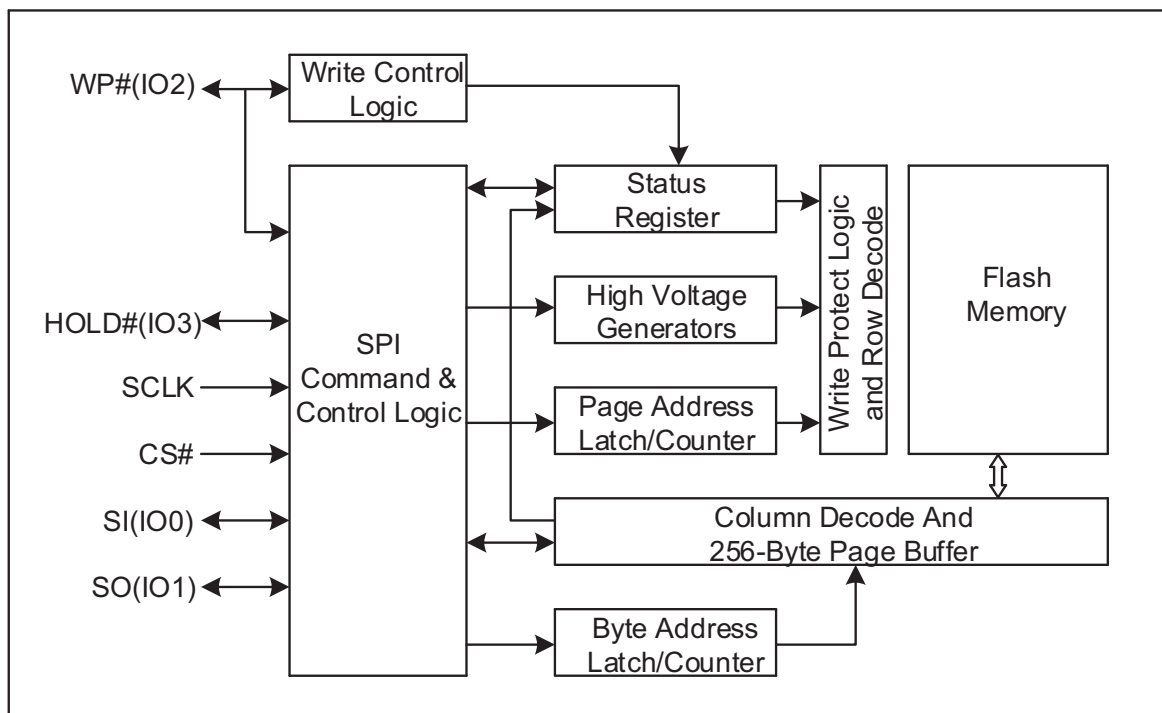 WP#(IO2)
Write Control
Logic
Status
Register
Write Protect Logic
and Row Decode
Flash
Memory
HOLD#(IO3)
High Voltage
Generators
SPI
Command &
Control Logic
SCLK
Page Address
Latch/Counter
CS#
SI(IO0)
Column Decode And
256-Byte Page Buffer
SO(IO1)
Byte Address
Latch/Counter